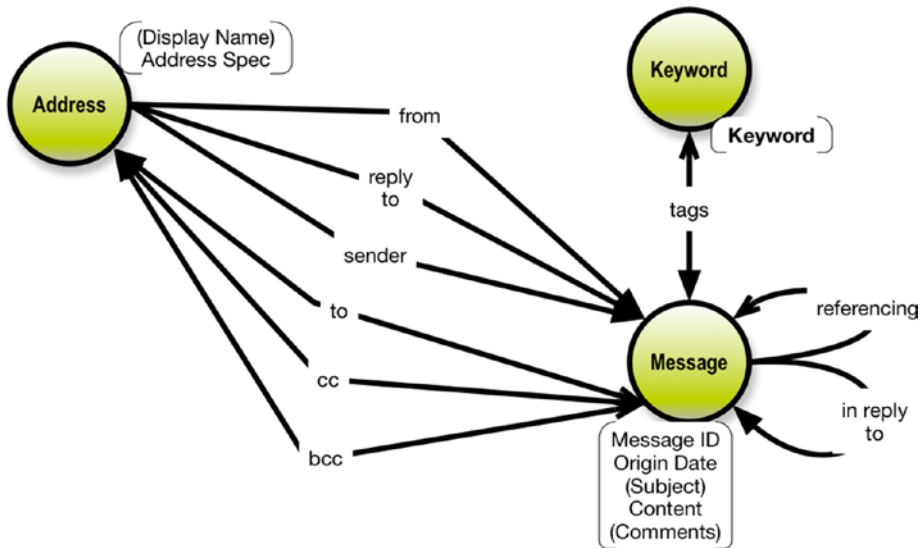 (Display Name)
Address Spec
Address
Keyword
Keyword
from
reply
to
tags
sender
to
referencing
Message
cc
in reply
to
bcc
Message ID
Origin Date
(Subject)
Content
(Comments)